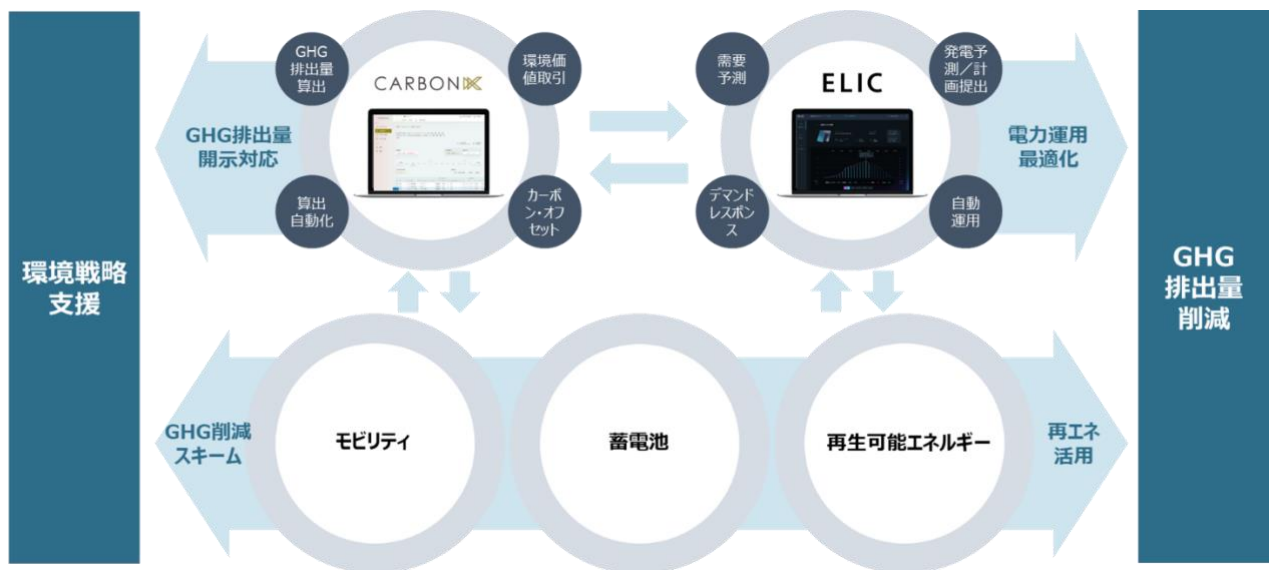 環境戦略
支援
GHG排出量
開示対応
GHG
排出量
算出
環境価
値取引
算出
自動化
カーボ
ン・オフ
セット
需要
予測
ELIC
発電予
測／計
画提出
デマンド
レスポン
ス
自動
運用
電力運用
最適化
GHG
排出量
削減
GHG削減
スキーム
モビリティ
蓄電池
再生可能エネルギー
再エネ
活用